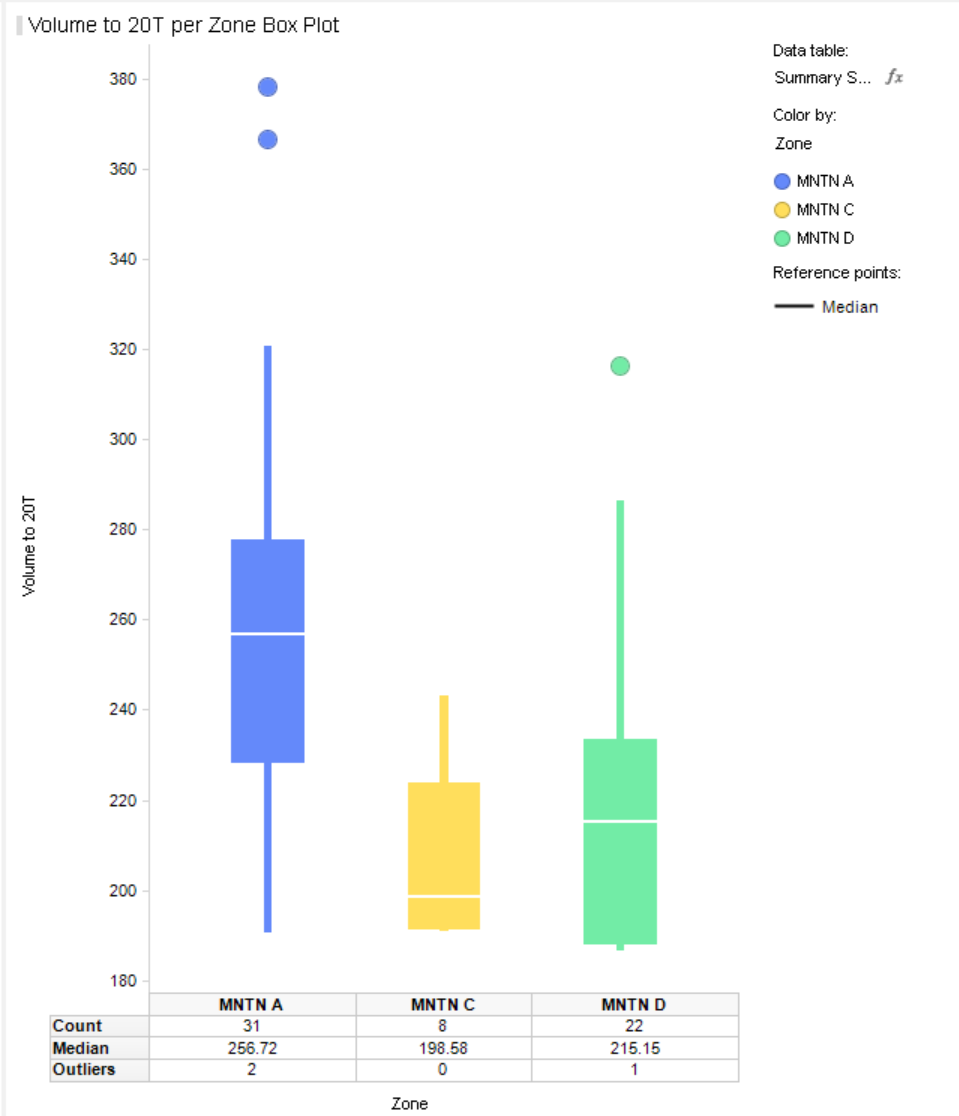 Volume to 20T per Zone Box Plot
Data table:
Summary S... fx
Color by:
Zone
MNTN A
MNTN C
MNTN D
Reference points:
Median
Volume to 20T
380
360
340
320
300
280
260
240
220
200
180
MNTN A MNTN C MNTN D
Count 31 8 22
Median 256.72 198.58 215.15
Outliers 2 0 1
Zone